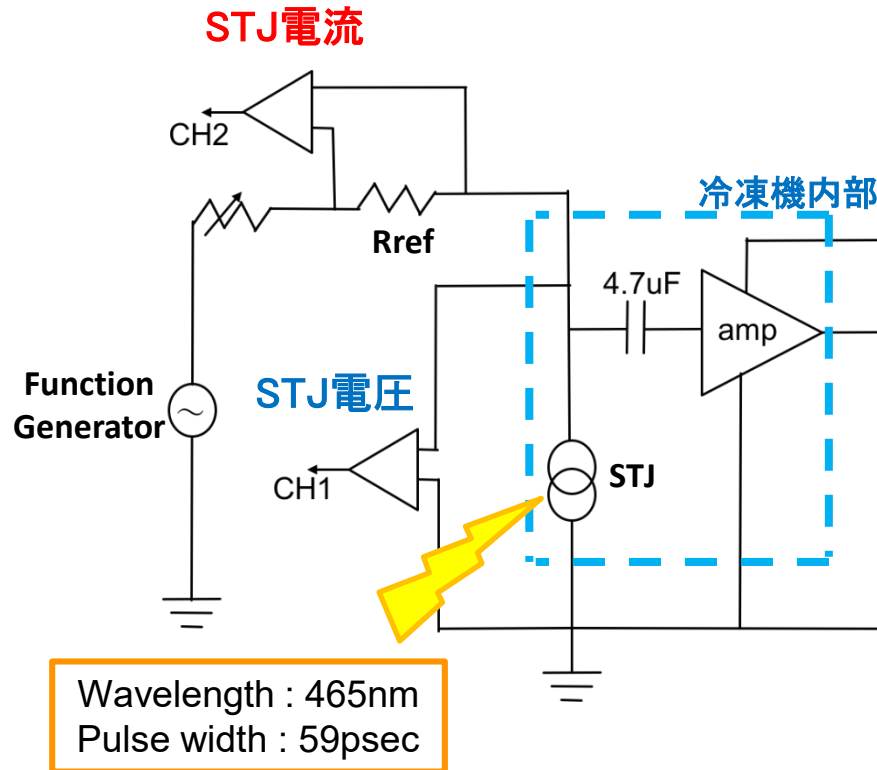 STJ電流
CH2
Rref
冷凍機内部
4.7uF
amp
Function
Generator
STJ電圧
CH1
STJ
Wavelength : 465nm
Pulse width : 59psec